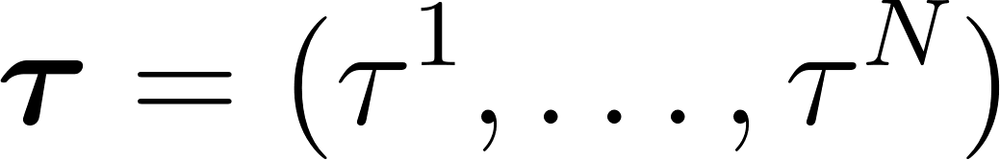 𝝉 = (τ¹, . . . , τᴺ)